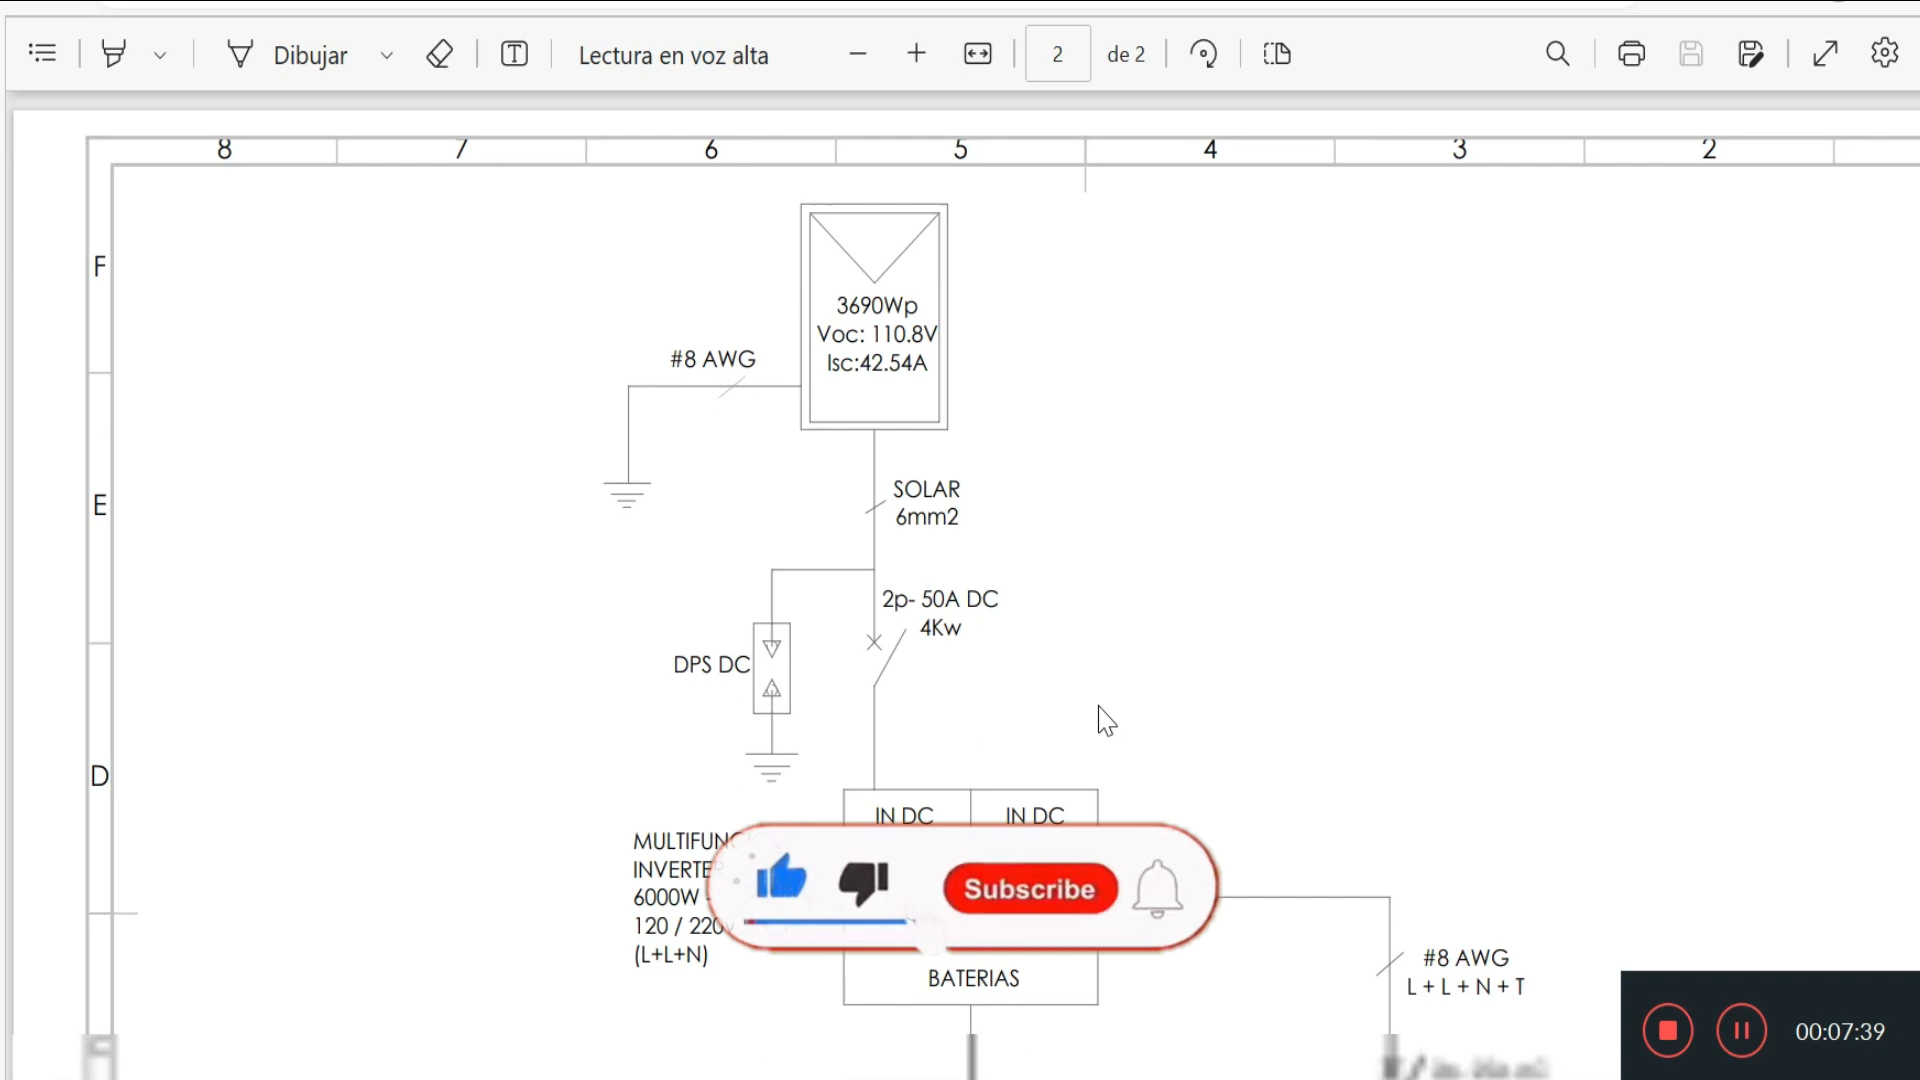 Dibujar
Lectura en voz alta
2
de 2
8 7 6 5 4 3 2
F
3690Wp
Voc: 110.8V
Isc:42.54A
#8 AWG
E
SOLAR
6mm2
2p- 50A DC
4Kw
DPS DC
D
IN DC
IN DC
MULTIFUNC
INVERTE
6000W
120 / 220v
(L+L+N)
Subscribe
BATERIAS
#8 AWG
L + L + N + T
00:07:39